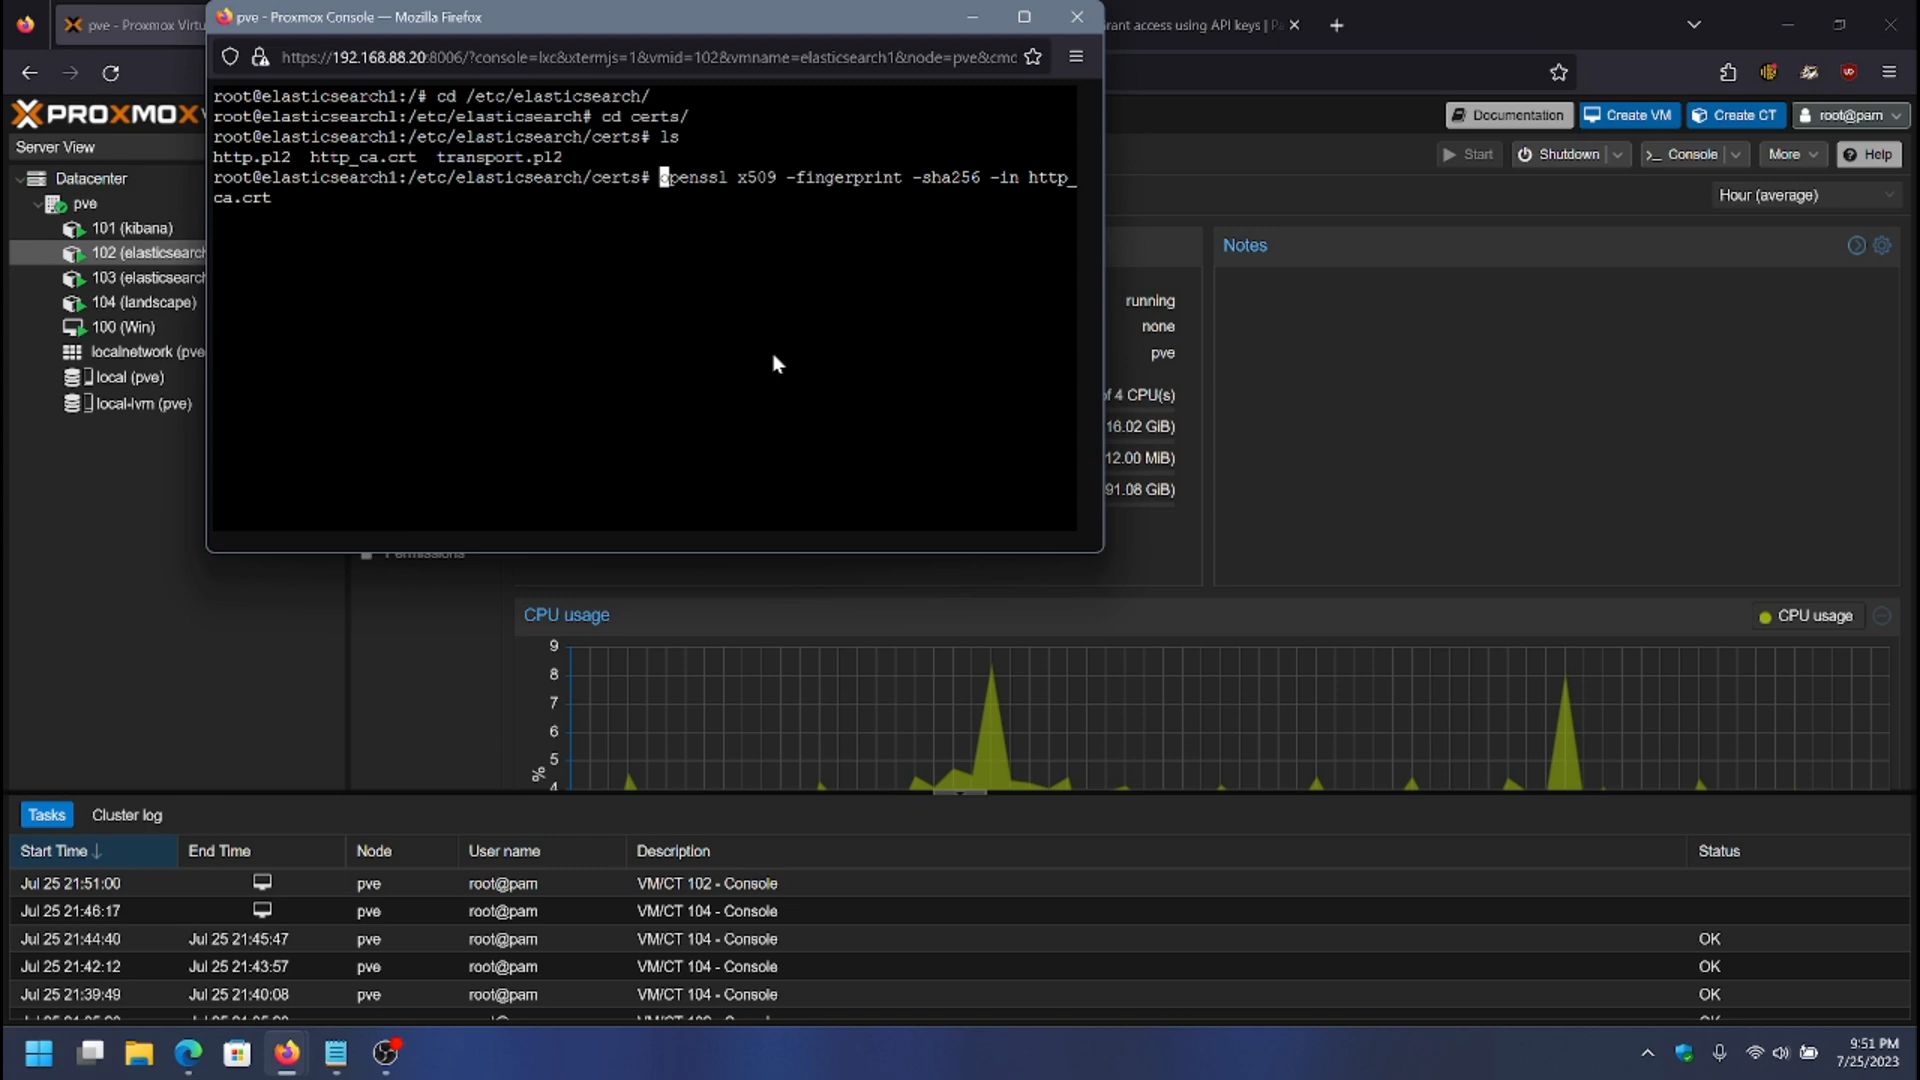 pve - Proxmox Virtu
pve - Proxmox Console — Mozilla Firefox
rant access using API keys | P
https://192.168.88.20:8006/?console=lxc&xtermjs=1&vmid=102&vmname=elasticsearch1&node=pve&cmd
root@elasticsearch1:/# cd /etc/elasticsearch/
root@elasticsearch1:/etc/elasticsearch# cd certs/
root@elasticsearch1:/etc/elasticsearch/certs# ls
http.p12 http_ca.crt transport.p12
root@elasticsearch1:/etc/elasticsearch/certs# openssl x509 -fingerprint -sha256 -in http_
ca.crt
PROXMOX
Documentation
Create VM
Create CT
root@pam
Server View
Start
Shutdown
Console
More
Help
Hour (average)
Datacenter
pve
101 (kibana)
102 (elasticsearch
103 (elasticsearch
104 (landscape)
100 (Win)
localnetwork (pve
local (pve)
local-lvm (pve)
running
none
pve
of 4 CPU(s)
16.02 GiB)
12.00 MiB)
91.08 GiB)
Permissions
Notes
CPU usage
CPU usage
9
8
7
6
5
4
%
Tasks
Cluster log
Start Time
End Time
Node
User name
Description
Status
Jul 25 21:51:00 pve root@pam VM/CT 102 - Console
Jul 25 21:46:17 pve root@pam VM/CT 104 - Console
Jul 25 21:44:40 Jul 25 21:45:47 pve root@pam VM/CT 104 - Console OK
Jul 25 21:42:12 Jul 25 21:43:57 pve root@pam VM/CT 104 - Console OK
Jul 25 21:39:49 Jul 25 21:40:08 pve root@pam VM/CT 104 - Console OK
9:51 PM
7/25/2023